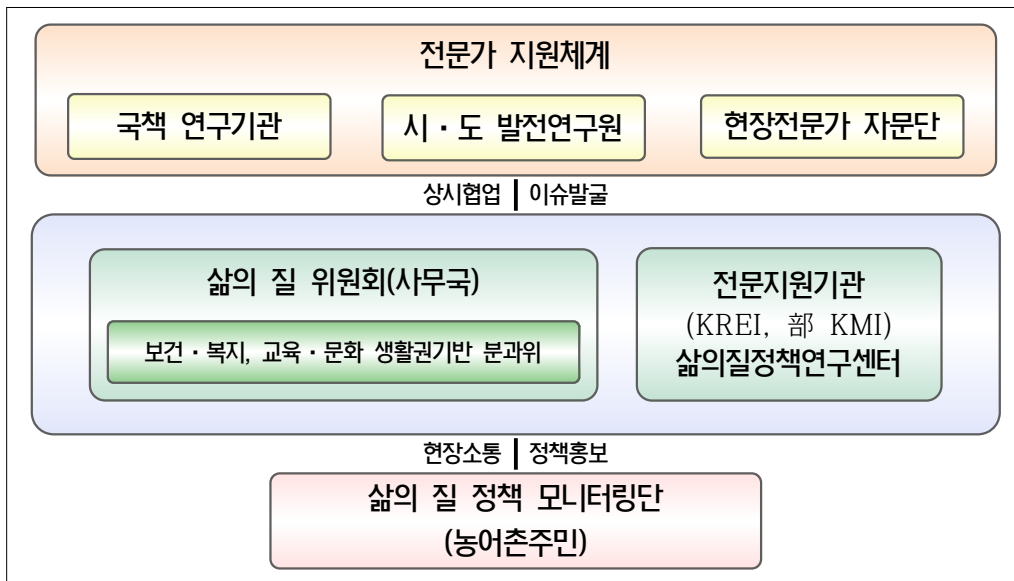 전문가 지원체계
국책 연구기관
시·도 발전연구원
현장전문가 자문단
상시협업 이슈발굴
삶의 질 위원회(사무국)
보건·복지, 교육·문화 생활권기반 분과위
전문지원기관
(KREI, 部 KMI)
삶의질정책연구센터
현장소통 정책홍보
삶의 질 정책 모니터링단
(농어촌주민)